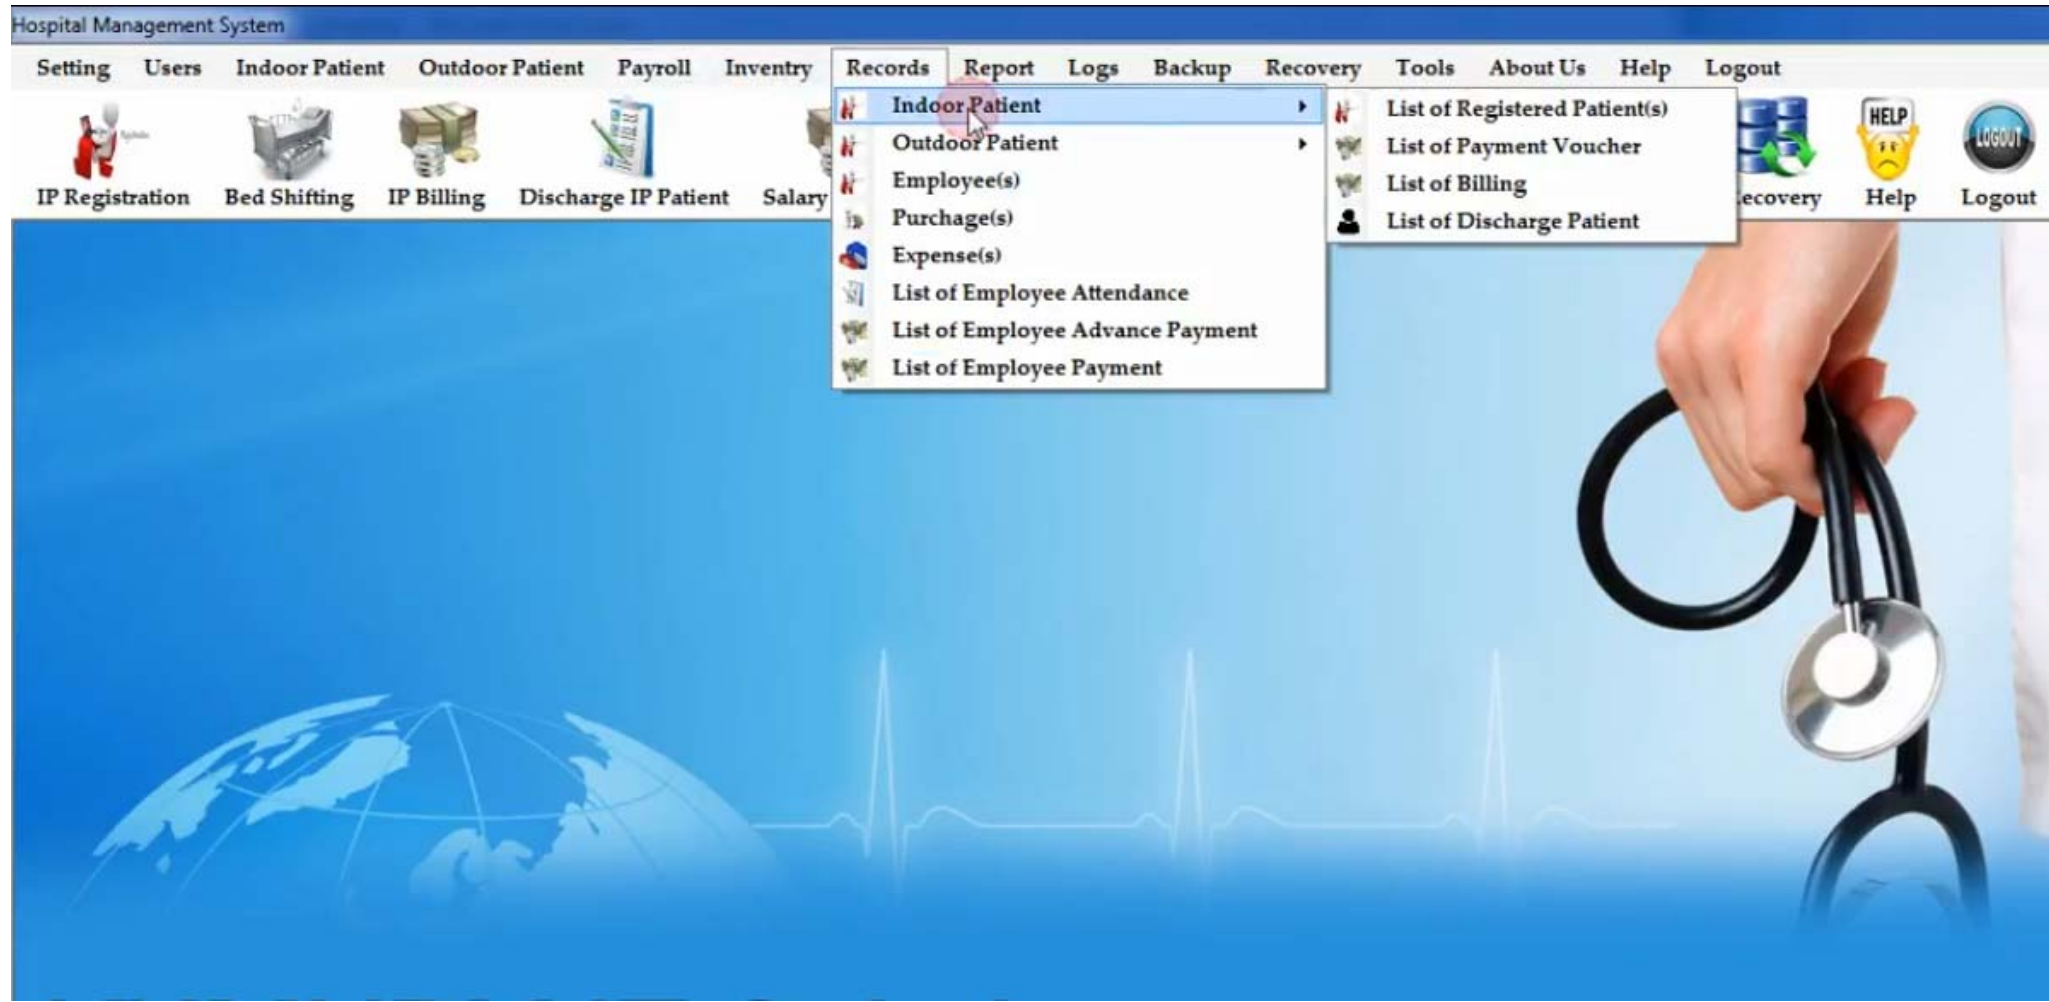 Hospital Management System
Setting Users Indoor Patient Outdoor Patient Payroll Inventry Records Report Logs Backup Recovery Tools About Us Help Logout
Indoor Patient
Outdoor Patient
Employee(s)
Purchage(s)
Expense(s)
List of Employee Attendance
List of Employee Advance Payment
List of Employee Payment
List of Registered Patient(s)
List of Payment Voucher
List of Billing
List of Discharge Patient
HELP
LOGOUT
IP Registration Bed Shifting IP Billing Discharge IP Patient Salary ecovery Help Logout